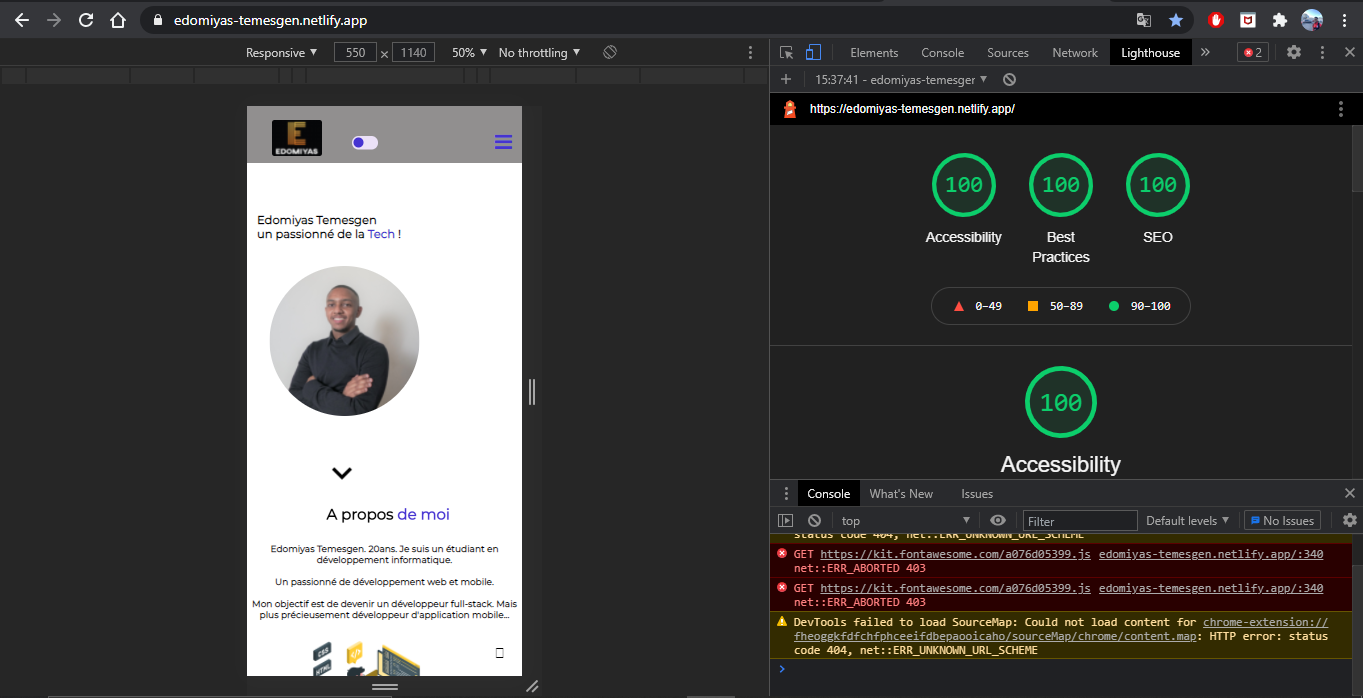 edomiyas-temesgen.netlify.app
Responsive 550 × 1140 50% No throttling
Elements Console Sources Network Lighthouse » 2
15:37:41 - edomiyas-temesger
https://edomiyas-temesgen.netlify.app/
E
EDOMIYAS
Edomiyas Temesgen
un passionné de la Tech !
A propos de moi
Edomiyas Temesgen. 20ans. Je suis un étudiant en
développement informatique.
Un passionné de développement web et mobile.
Mon objectif est de devenir un développeur full-stack. Mais
plus précieusement développeur d'application mobile...
CSS
HTML
100 100 100
Accessibility Best Practices SEO
0–49 50–89 90–100
100
Accessibility
Console What's New Issues
top Filter Default levels No Issues
status code 404, net::ERR_UNKNOWN_URL_SCHEME
GET https://kit.fontawesome.com/a076d05399.js edomiyas-temesgen.netlify.app/:340
net::ERR_ABORTED 403
GET https://kit.fontawesome.com/a076d05399.js edomiyas-temesgen.netlify.app/:340
net::ERR_ABORTED 403
DevTools failed to load SourceMap: Could not load content for chrome-extension://
fheoggkfdfchfphceeifdbepaooicaho/sourceMap/chrome/content.map: HTTP error: status
code 404, net::ERR_UNKNOWN_URL_SCHEME